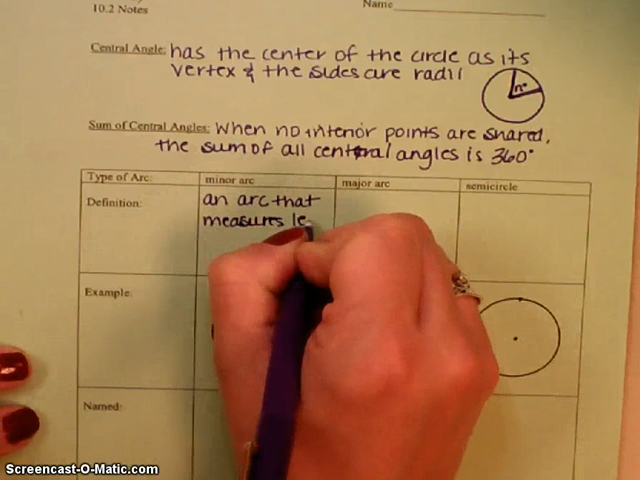 Name
10.2 Notes
Central Angle: has the center of the circle as its
vertex & the sides are radii
n°
Sum of Central Angles: When no interior points are shared,
the sum of all central angles is 360°
Type of Arc: minor arc major arc semicircle
Definition: an arc that
measures le
Example:
Named:
Screencast-O-Matic.com